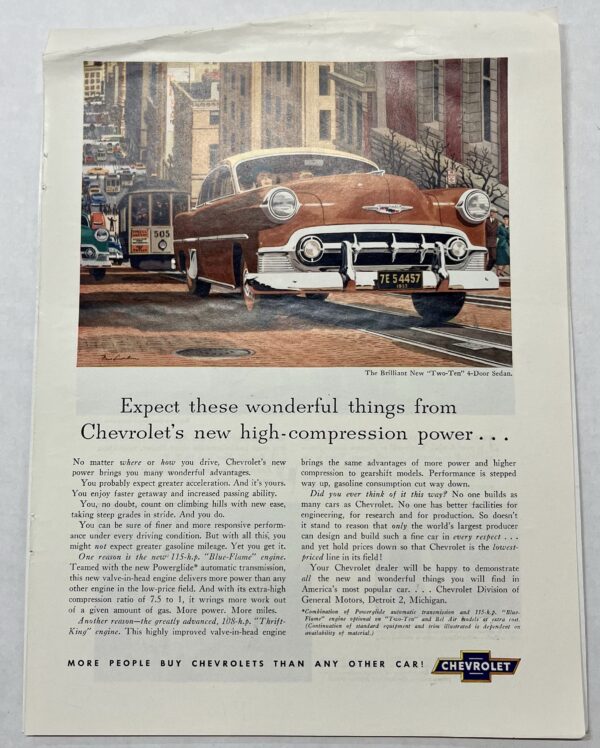 505
7E 54457
1953
The Brilliant New "Two-Ten" 4-Door Sedan.
Expect these wonderful things from
Chevrolet's new high-compression power . . .
No matter where or how you drive, Chevrolet's new
power brings you many wonderful advantages.
You probably expect greater acceleration. And it's yours.
You enjoy faster getaway and increased passing ability.
You, no doubt, count on climbing hills with new ease,
taking steep grades in stride. And you do.
You can be sure of finer and more responsive perform-
ance under every driving condition. But with all this, you
might not expect greater gasoline mileage. Yet you get it.
One reason is the new 115-h.p. "Blue-Flame" engine.
Teamed with the new Powerglide* automatic transmission,
this new valve-in-head engine delivers more power than any
other engine in the low-price field. And with its extra-high
compression ratio of 7.5 to 1, it wrings more work out
of a given amount of gas. More power. More miles.
Another reason—the greatly advanced, 108-h.p. "Thrift-
King" engine. This highly improved valve-in-head engine
brings the same advantages of more power and higher
compression to gearshift models. Performance is stepped
way up, gasoline consumption cut way down.
Did you ever think of it this way? No one builds as
many cars as Chevrolet. No one has better facilities for
engineering, for research and for production. So doesn't
it stand to reason that only the world's largest producer
can design and build such a fine car in every respect . . .
and yet hold prices down so that Chevrolet is the lowest-
priced line in its field!
Your Chevrolet dealer will be happy to demonstrate
all the new and wonderful things you will find in
America's most popular car. . . . Chevrolet Division of
General Motors, Detroit 2, Michigan.
*Combination of Powerglide automatic transmission and 115-h.p. "Blue-
Flame" engine optional on "Two-Ten" and Bel Air models at extra cost.
(Continuation of standard equipment and trim illustrated is dependent on
availability of material.)
MORE PEOPLE BUY CHEVROLETS THAN ANY OTHER CAR!
CHEVROLET